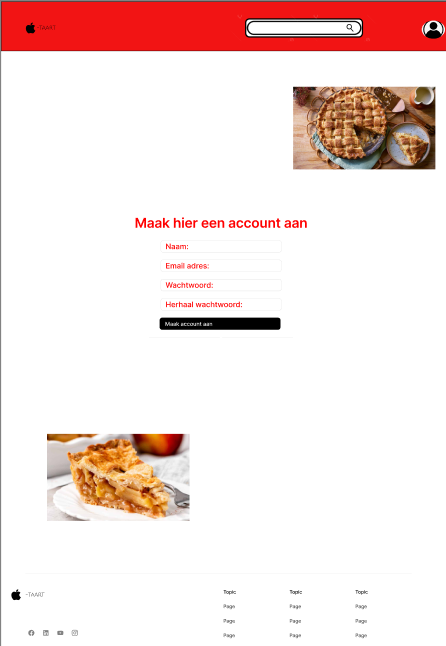 -TAART
Maak hier een account aan
Naam:
Email adres:
Wachtwoord:
Herhaal wachtwoord:
Maak account aan
-TAART
Topic Topic Topic
Page Page Page
Page Page Page
Page Page Page